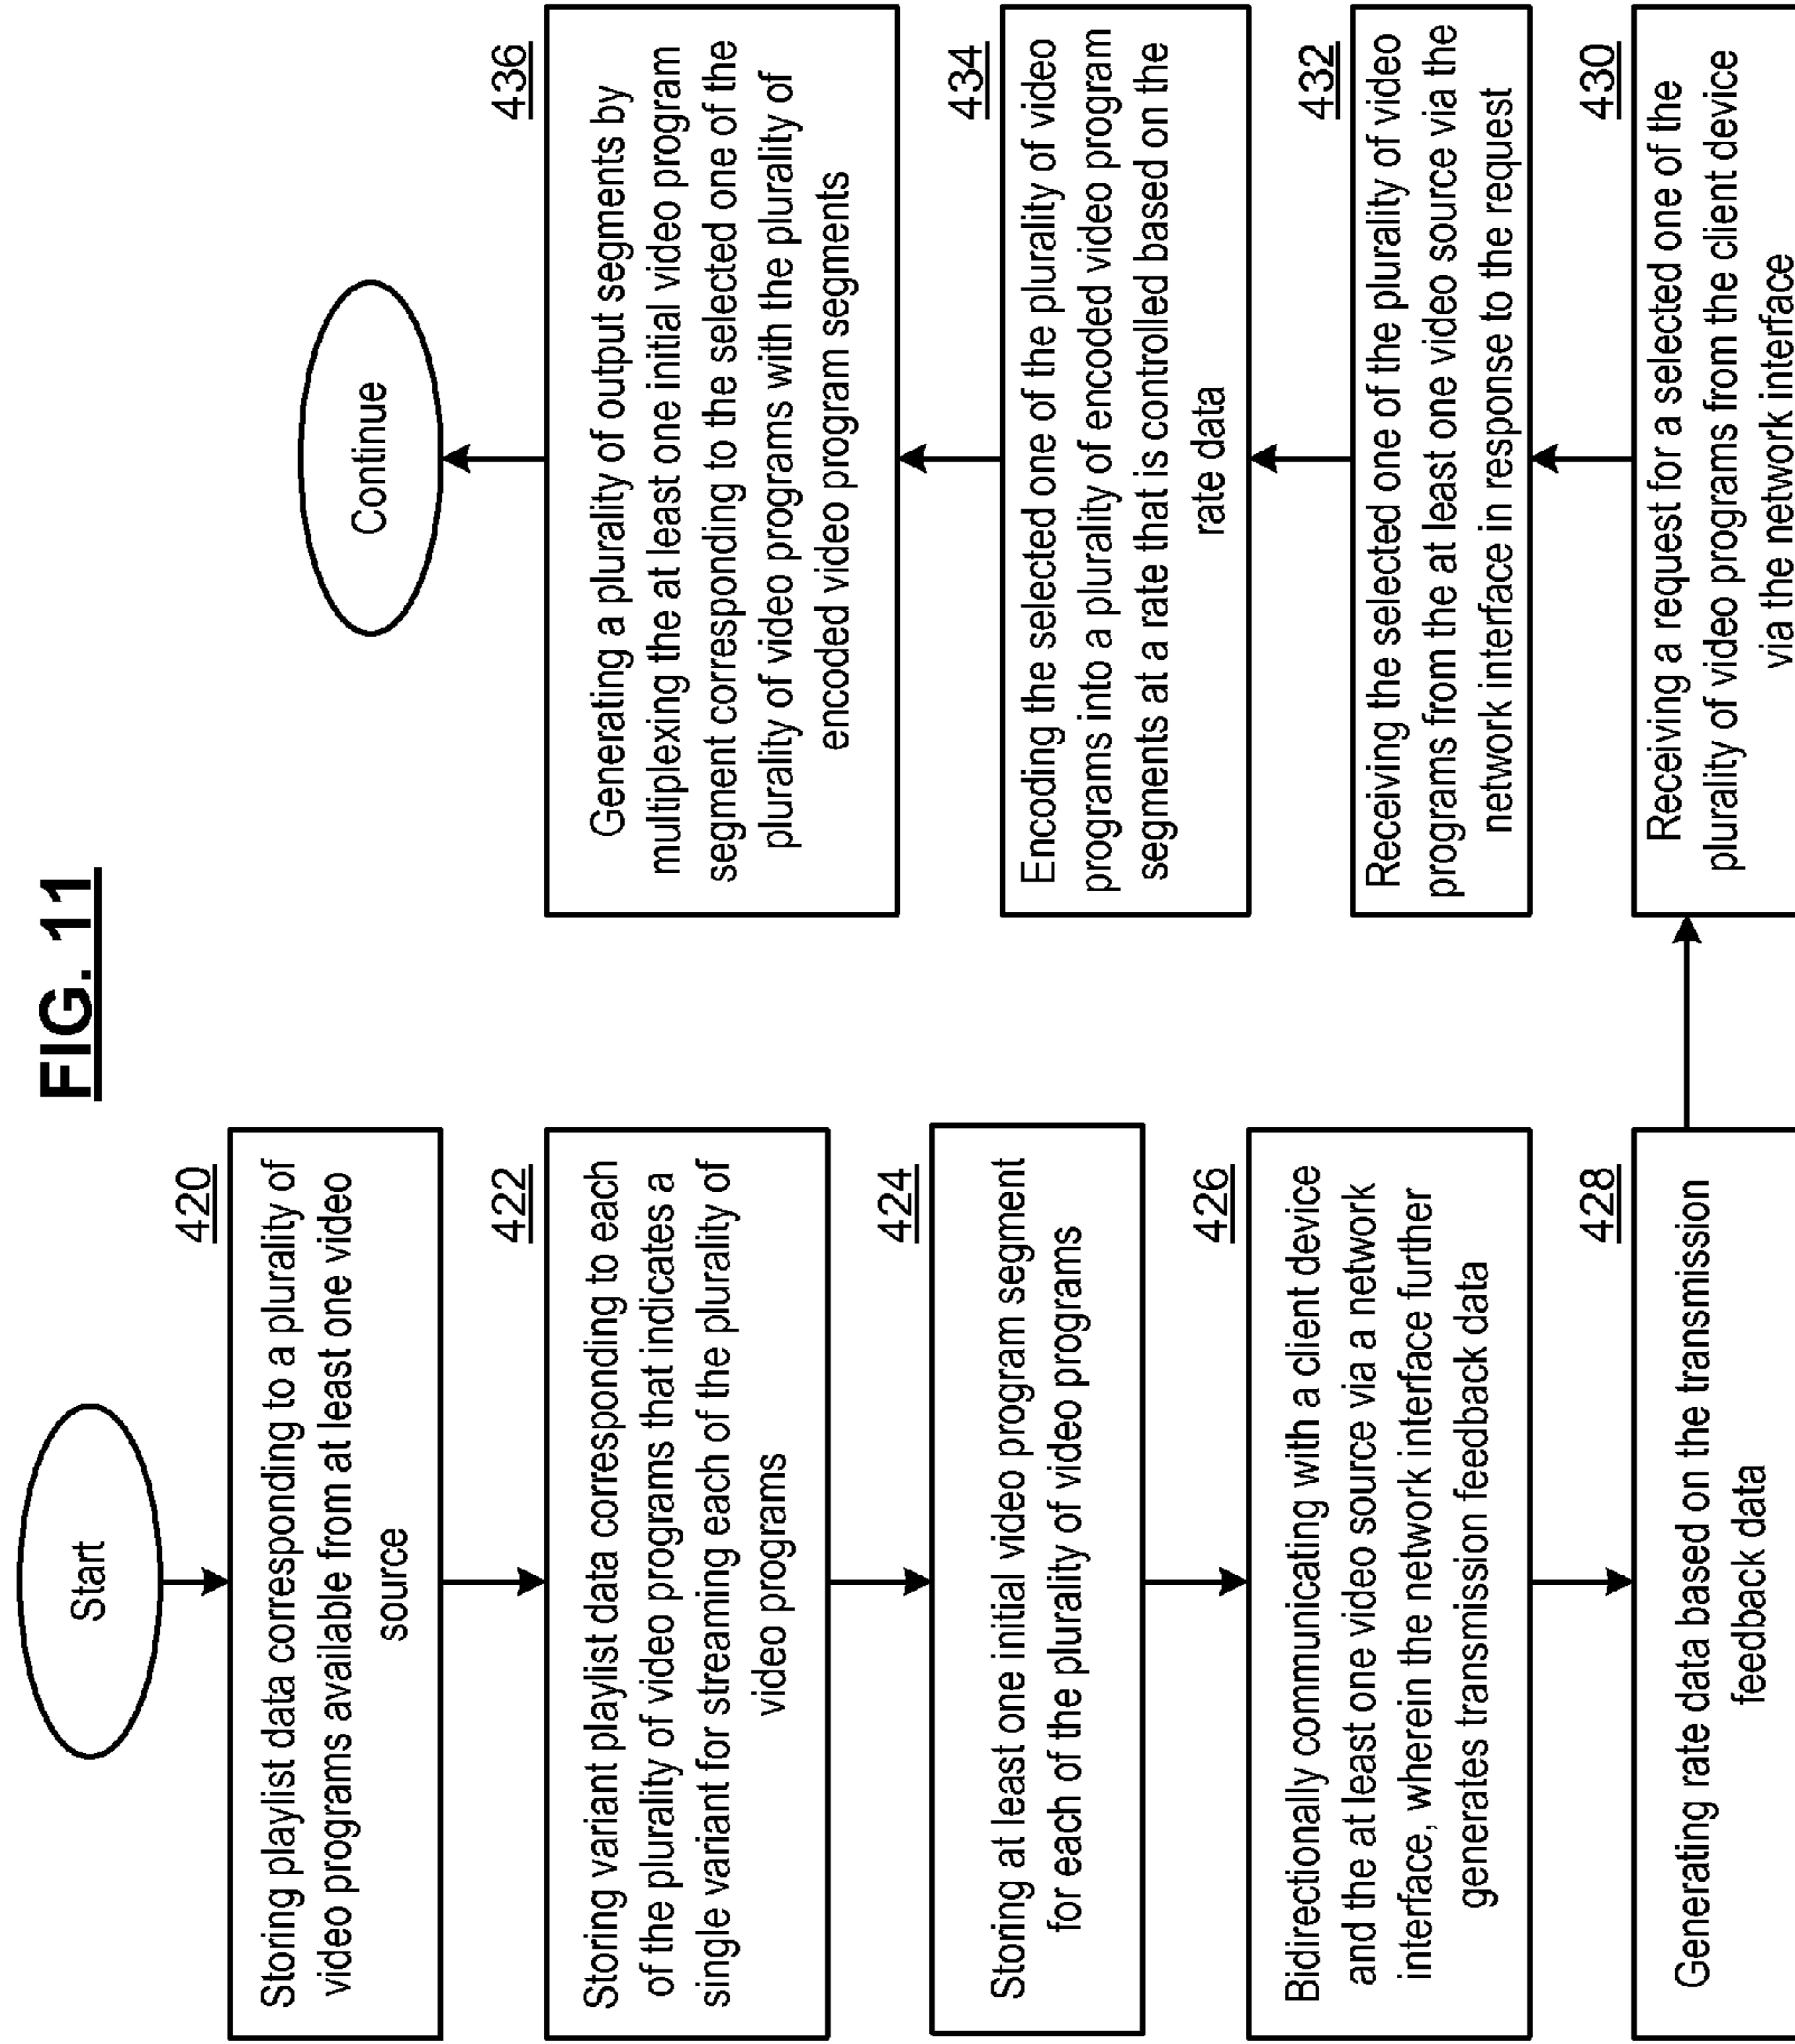 FIG. 11
Start
420
Storing playlist data corresponding to a plurality of
video programs available from at least one video
source
422
Storing variant playlist data corresponding to each
of the plurality of video programs that indicates a
single variant for streaming each of the plurality of
video programs
424
Storing at least one initial video program segment
for each of the plurality of video programs
426
Bidirectionally communicating with a client device
and the at least one video source via a network
interface, wherein the network interface further
generates transmission feedback data
428
Generating rate data based on the transmission
feedback data
430
Receiving a request for a selected one of the
plurality of video programs from the client device
via the network interface
432
Receiving the selected one of the plurality of video
programs from the at least one video source via the
network interface in response to the request
434
Encoding the selected one of the plurality of video
programs into a plurality of encoded video program
segments at a rate that is controlled based on the
rate data
436
Generating a plurality of output segments by
multiplexing the at least one initial video program
segment corresponding to the selected one of the
plurality of video programs with the plurality of
encoded video program segments
Continue